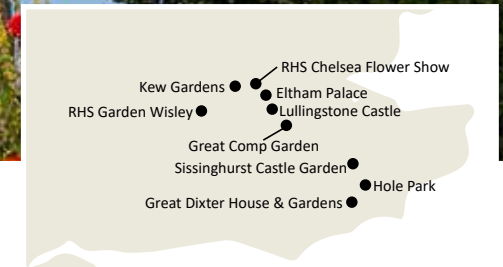 RHS Chelsea Flower Show
Kew Gardens
Eltham Palace
RHS Garden Wisley
Lullingstone Castle
Great Comp Garden
Sissinghurst Castle Garden
Hole Park
Great Dixter House & Gardens